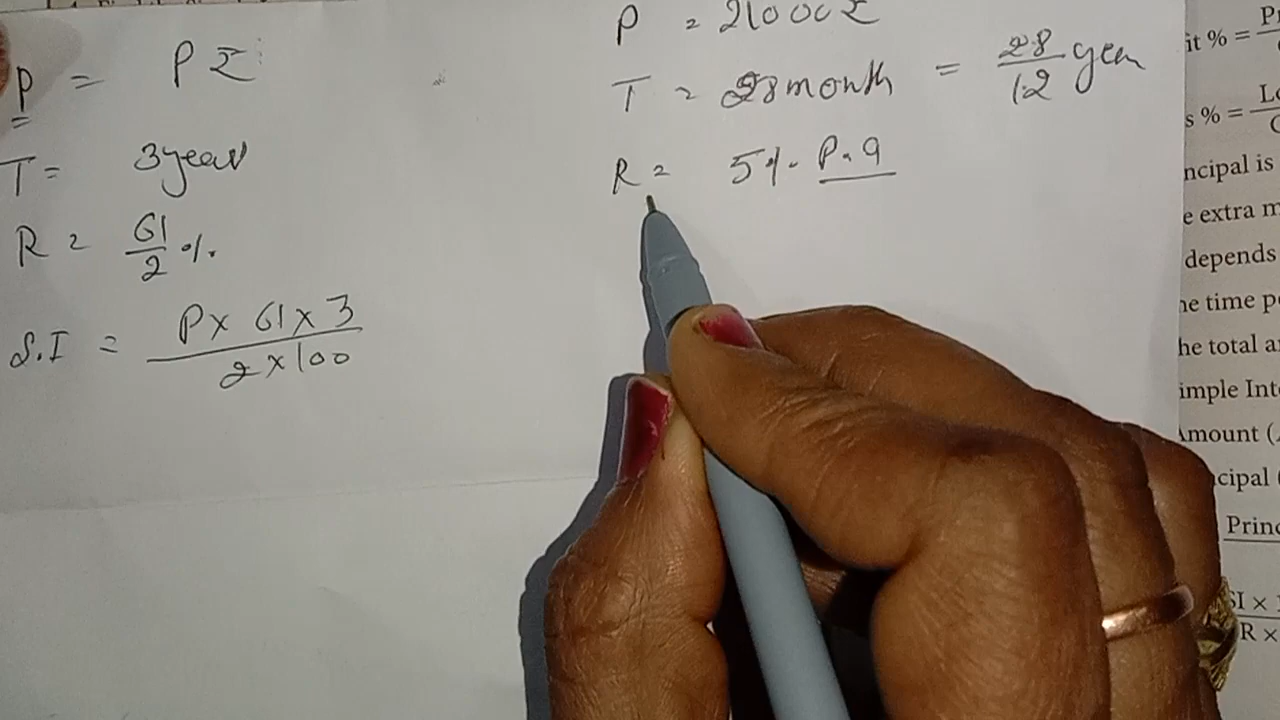 P = P ₹
T = 3 year
R = 61/2 %.
S.I = P× 61 × 3 / 2 × 100
P = 21000 ₹
T = 28 month = 28/12 year
R = 5% P.a
it % =
s % =
ncipal is
e extra m
depends
he time p
he total a
imple Int
Amount (
cipal (
Princ
SI ×
R ×